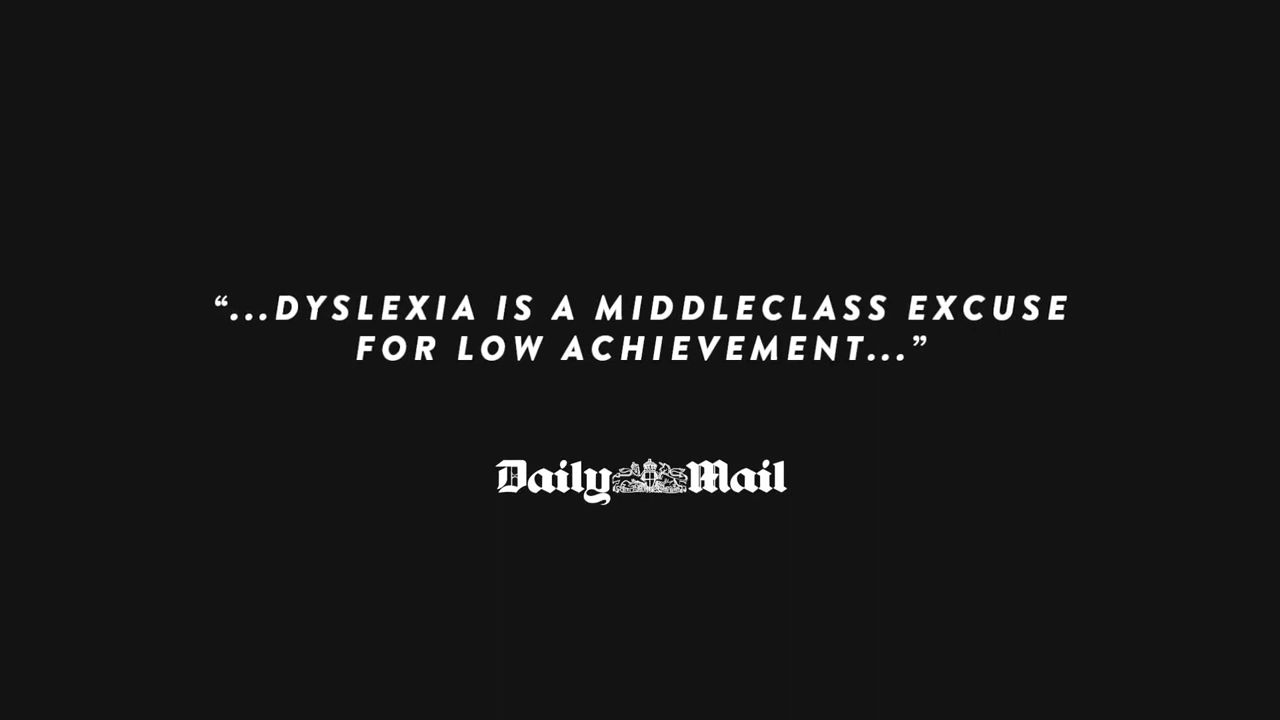 “...DYSLEXIA IS A MIDDLECLASS EXCUSE
FOR LOW ACHIEVEMENT...”
Daily Mail